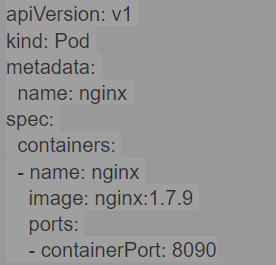 apiVersion: v1
kind: Pod
metadata:
  name: nginx
spec:
  containers:
  - name: nginx
    image: nginx:1.7.9
    ports:
    - containerPort: 8090